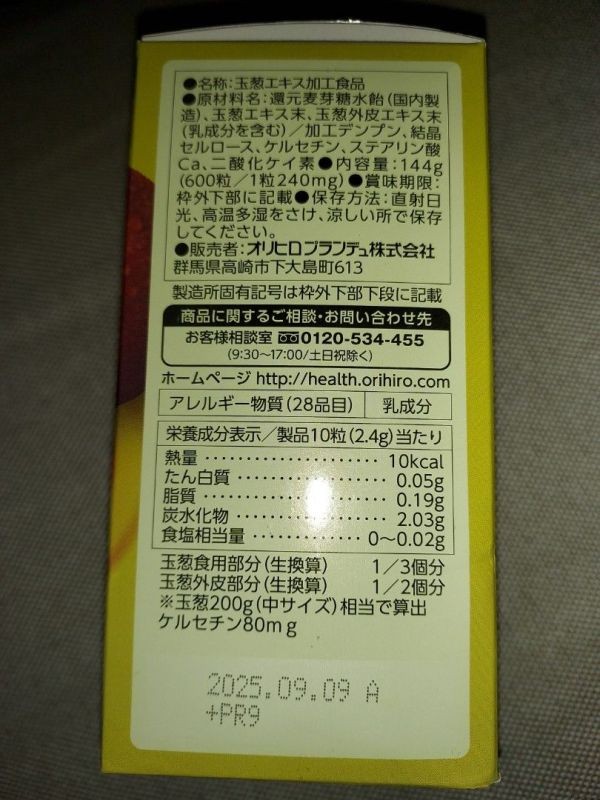 ●名称:玉葱エキス加工食品
●原材料名:還元麦芽糖水飴(国内製
造)、玉葱エキス末、玉葱外皮エキス末
(乳成分を含む)/加工デンプン、結晶
セルロース、ケルセチン、ステアリン酸
Ca、二酸化ケイ素●内容量:144g
(600粒/1粒240mg)●賞味期限:
枠外下部に記載●保存方法:直射日
光、高温多湿をさけ、涼しい所で保存
してください。
●販売者:オリヒロプランデュ株式会社
群馬県高崎市下大島町613
製造所固有記号は枠外下部下段に記載
商品に関するご相談・お問い合わせ先
お客様相談室 0120-534-455
(9:30~17:00/土日祝除く)
ホームページ http://health.orihiro.com
アレルギー物質(28品目) 乳成分
栄養成分表示/製品10粒(2.4g)当たり
熱量 ···················· 10kcal
たん白質 ···················· 0.05g
脂質 ···················· 0.19g
炭水化物 ···················· 2.03g
食塩相当量 ·············· 0~0.02g
玉葱食用部分(生換算) 1/3個分
玉葱外皮部分(生換算) 1/2個分
※玉葱200g(中サイズ)相当で算出
ケルセチン80mg
2025.09.09 A
+PR9